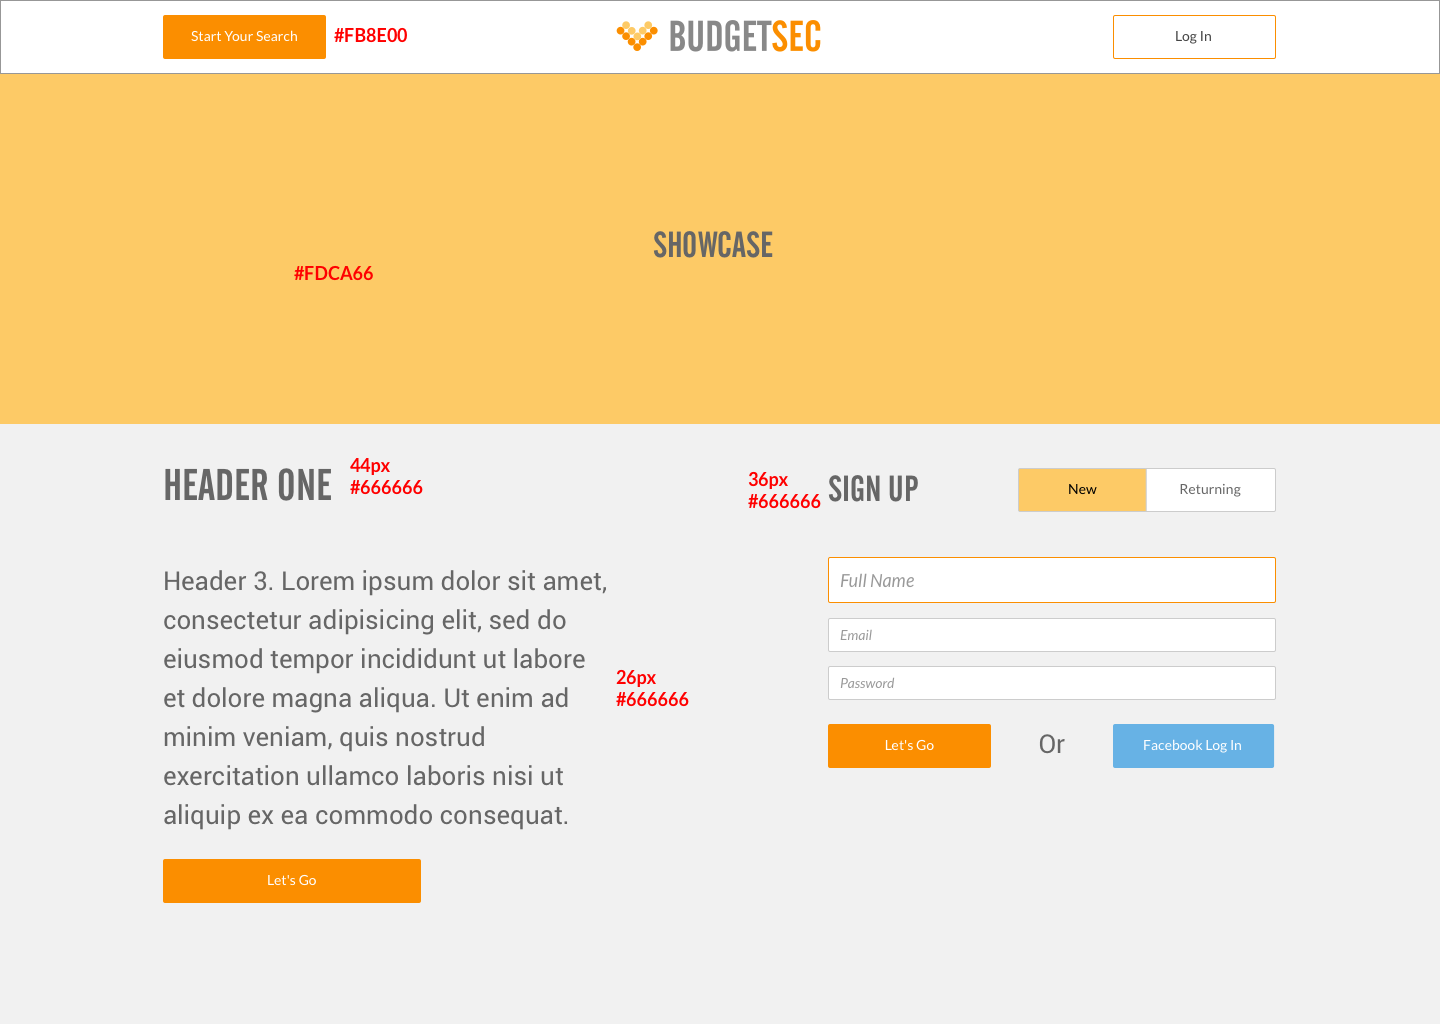 Start Your Search
#FB8E00
BUDGETSEC
Log In
SHOWCASE
#FDCA66
HEADER ONE
44px
#666666
36px
#666666
SIGN UP
New
Returning
Header 3. Lorem ipsum dolor sit amet,
consectetur adipisicing elit, sed do
eiusmod tempor incididunt ut labore
et dolore magna aliqua. Ut enim ad
minim veniam, quis nostrud
exercitation ullamco laboris nisi ut
aliquip ex ea commodo consequat.
26px
#666666
Let's Go
Full Name
Email
Password
Let's Go
Or
Facebook Log In